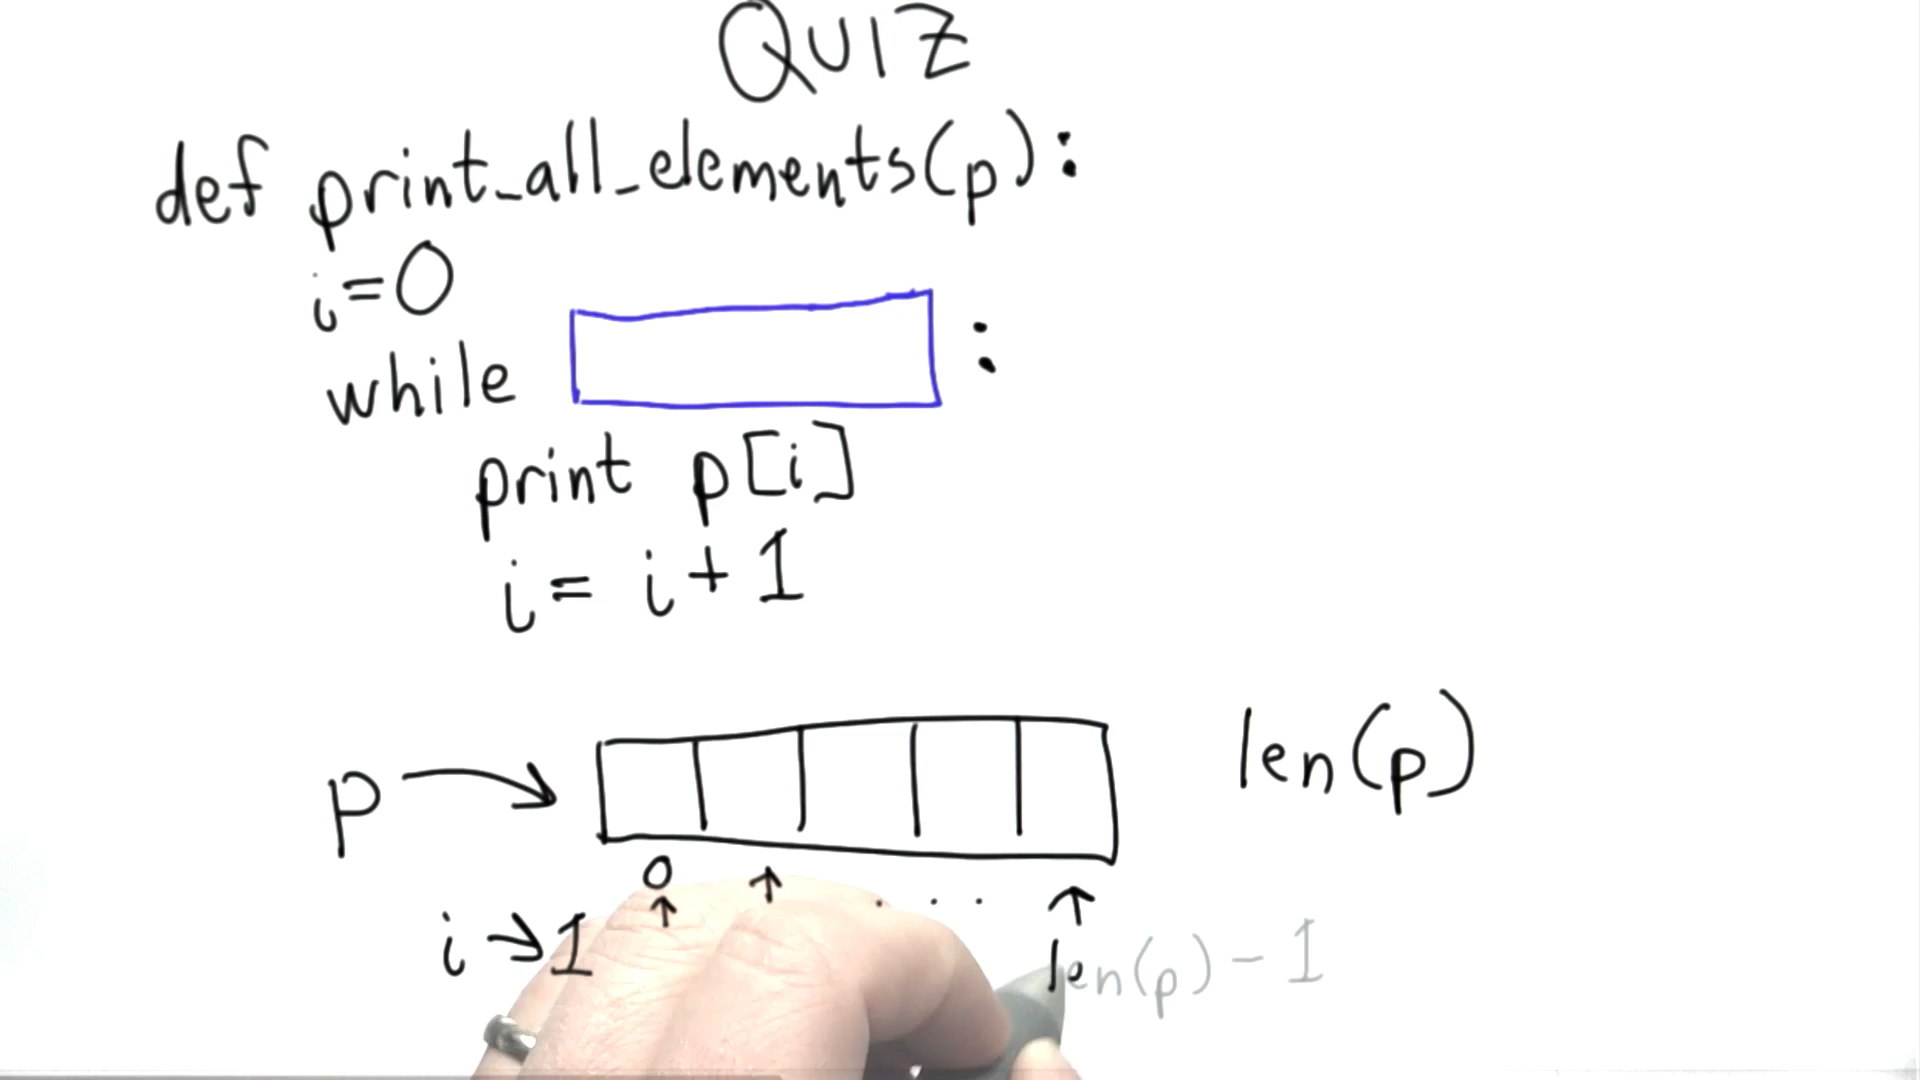 QUIZ
def print_all_elements(p):
i=0
while :
print p[i]
i = i + 1
p len(p)
0
i → 1 len(p) - 1